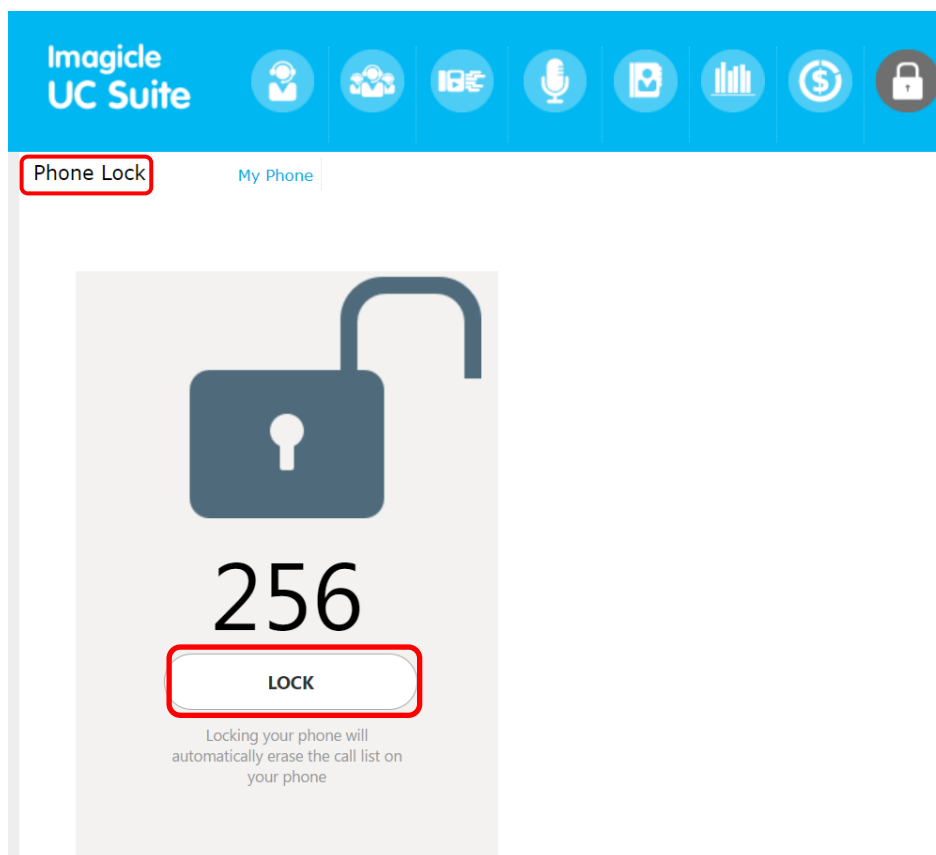 Imagicle
UC Suite
Phone Lock
My Phone
256
LOCK
Locking your phone will
automatically erase the call list on
your phone